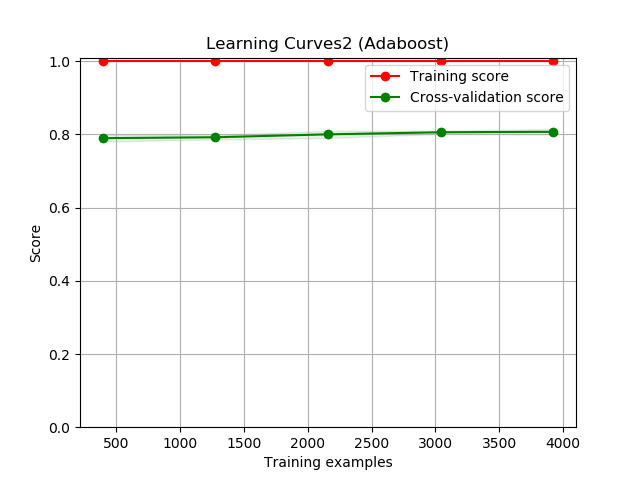 Learning Curves2 (Adaboost)
1.0
Training score
Cross-validation score
0.8
0.6
Score
0.4
0.2
0.0
500 1000 1500 2000 2500 3000 3500 4000
Training examples